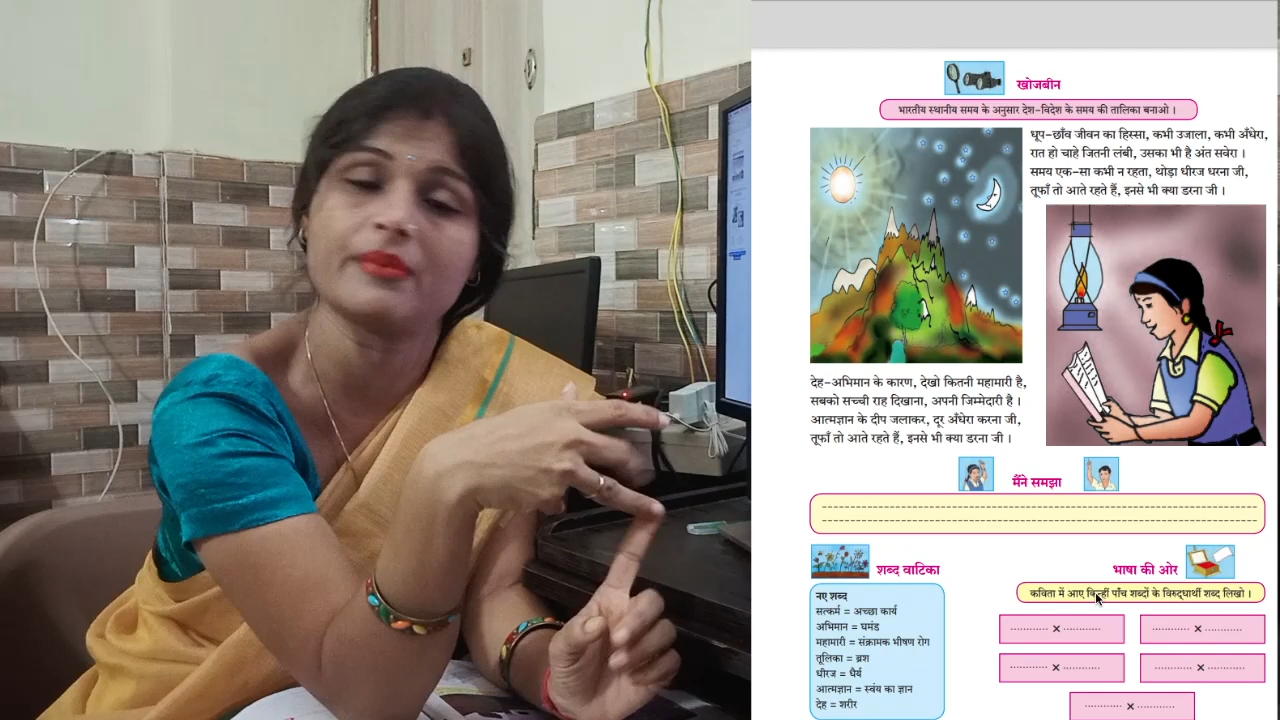 खोजबीन
भारतीय स्थानीय समय के अनुसार देश-विदेश के समय की तालिका बनाओ ।
धूप-छाँव जीवन का हिस्सा, कभी उजाला, कभी अँधेरा,
रात हो चाहे जितनी लंबी, उसका भी है अंत सवेरा ।
समय एक-सा कभी न रहता, थोड़ा धीरज धरना जी,
तूफाँ तो आते रहते हैं, इनसे भी क्या डरना जी ।
देह-अभिमान के कारण, देखो कितनी महामारी है,
सबको सच्ची राह दिखाना, अपनी जिम्मेदारी है ।
आत्मज्ञान के दीप जलाकर, दूर अँधेरा करना जी,
तूफाँ तो आते रहते हैं, इनसे भी क्या डरना जी ।
मैंने समझा
शब्द वाटिका
नए शब्द
सत्कर्म = अच्छा कार्य
अभिमान = घमंड
महामारी = संक्रामक भीषण रोग
तूलिका = ब्रश
धीरज = धैर्य
आत्मज्ञान = स्वंय का ज्ञान
देह = शरीर
भाषा की ओर
कविता में आए किन्हीं पाँच शब्दों के विरुद्धार्थी शब्द लिखो ।
............ × ............
............ × ............
............ × ............
............ × ............
............ × ............